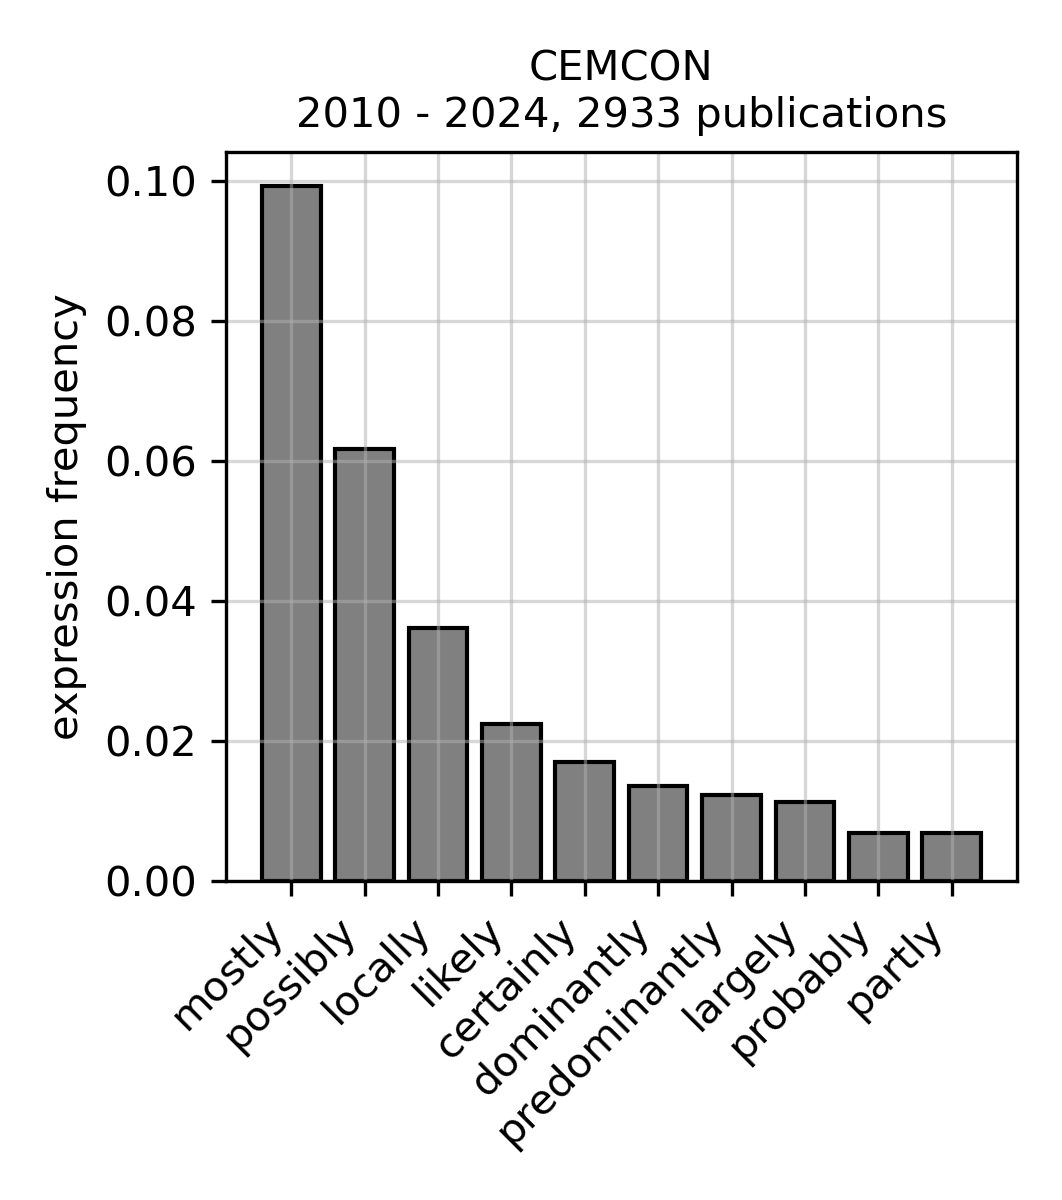 CEMCON
2010 - 2024, 2933 publications
expression frequency
0.10
0.08
0.06
0.04
0.02
0.00
mostly
possibly
locally
likely
certainly
dominantly
predominantly
largely
probably
partly